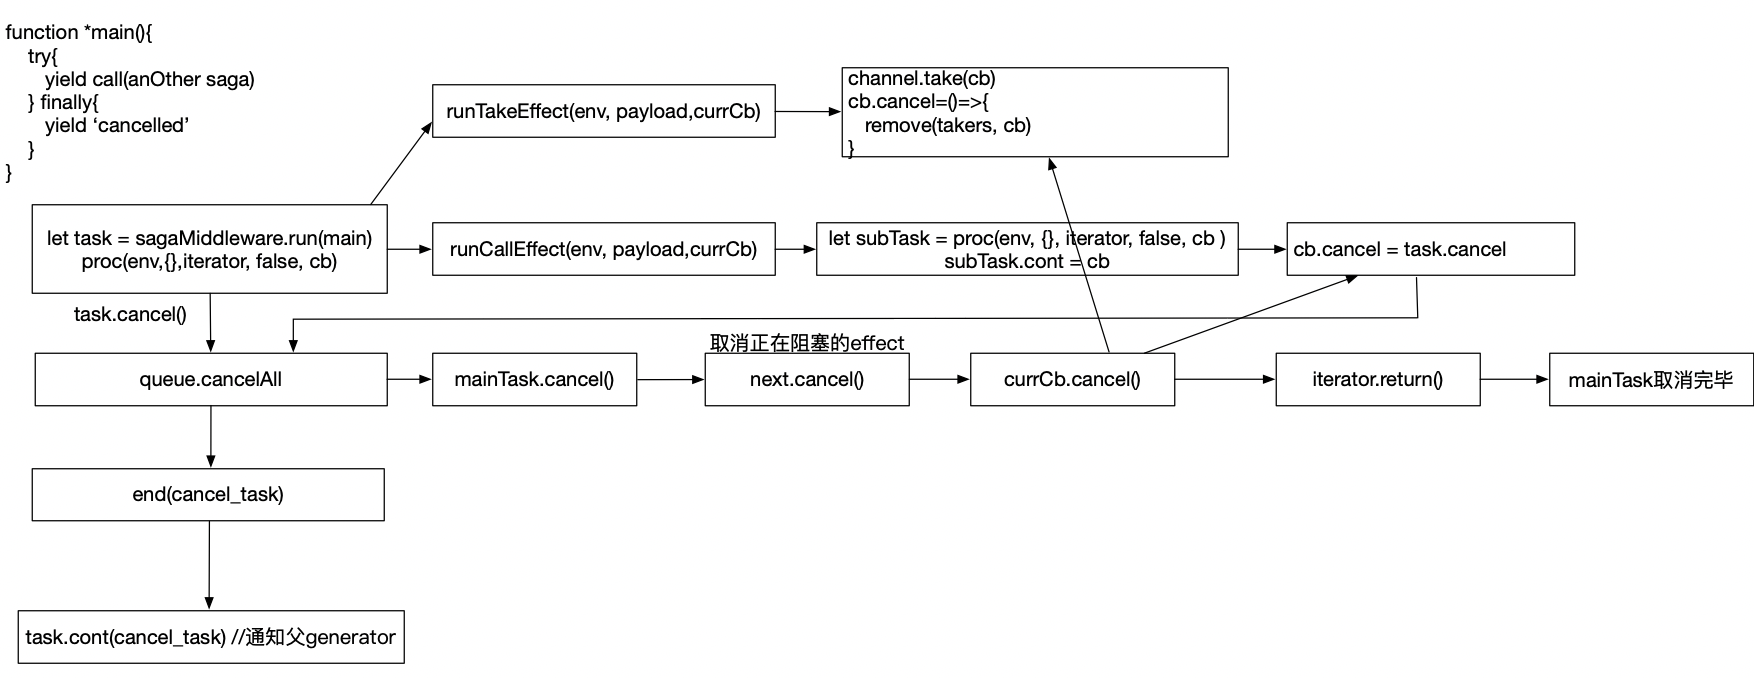 function *main(){
try{
yield call(anOther saga)
} finally{
yield ‘cancelled’
}
}
runTakeEffect(env, payload,currCb)
channel.take(cb)
cb.cancel=()=>{
remove(takers, cb)
}
let task = sagaMiddleware.run(main)
proc(env,{},iterator, false, cb)
runCallEffect(env, payload,currCb)
let subTask = proc(env, {}, iterator, false, cb )
subTask.cont = cb
cb.cancel = task.cancel
task.cancel()
取消正在阻塞的effect
queue.cancelAll
mainTask.cancel()
next.cancel()
currCb.cancel()
iterator.return()
mainTask取消完毕
end(cancel_task)
task.cont(cancel_task) //通知父generator